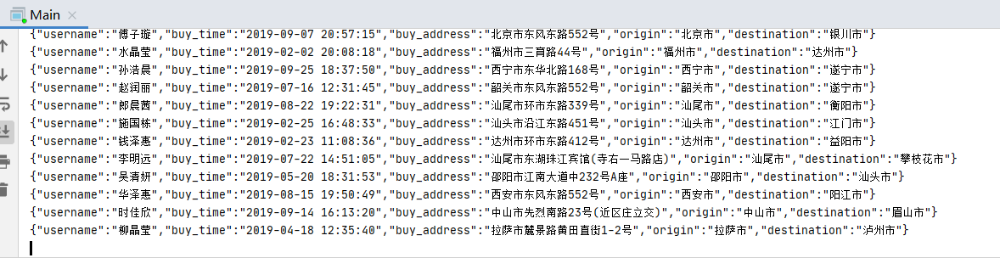 Main
{"username":"傅子璇","buy_time":"2019-09-07 20:57:15","buy_address":"北京市东风东路552号","origin":"北京市","destination":"银川市"}
{"username":"水晶莹","buy_time":"2019-02-02 20:08:18","buy_address":"福州市三育路44号","origin":"福州市","destination":"达州市"}
{"username":"孙浩晨","buy_time":"2019-09-25 18:37:50","buy_address":"西宁市东华北路168号","origin":"西宁市","destination":"遂宁市"}
{"username":"赵润丽","buy_time":"2019-07-16 12:31:45","buy_address":"韶关市东风东路552号","origin":"韶关市","destination":"遂宁市"}
{"username":"郎晨茜","buy_time":"2019-08-22 19:22:31","buy_address":"汕尾市环市东路339号","origin":"汕尾市","destination":"衡阳市"}
{"username":"施国栋","buy_time":"2019-02-25 16:48:33","buy_address":"汕头市沿江东路451号","origin":"汕头市","destination":"江门市"}
{"username":"钱泽惠","buy_time":"2019-02-23 11:08:36","buy_address":"达州市环市东路412号","origin":"达州市","destination":"益阳市"}
{"username":"李明远","buy_time":"2019-07-22 14:51:05","buy_address":"汕尾市东湖珠江宾馆(寺右一马路店)","origin":"汕尾市","destination":"攀枝花市"}
{"username":"吴清妍","buy_time":"2019-05-20 18:31:53","buy_address":"邵阳市江南大道中232号A座","origin":"邵阳市","destination":"汕头市"}
{"username":"华泽惠","buy_time":"2019-08-15 19:50:49","buy_address":"西安市东风东路552号","origin":"西安市","destination":"阳江市"}
{"username":"时佳欣","buy_time":"2019-09-14 16:13:20","buy_address":"中山市先烈南路23号(近区庄立交)","origin":"中山市","destination":"眉山市"}
{"username":"柳晶莹","buy_time":"2019-04-18 12:35:40","buy_address":"拉萨市麓景路黄田直街1-2号","origin":"拉萨市","destination":"泸州市"}